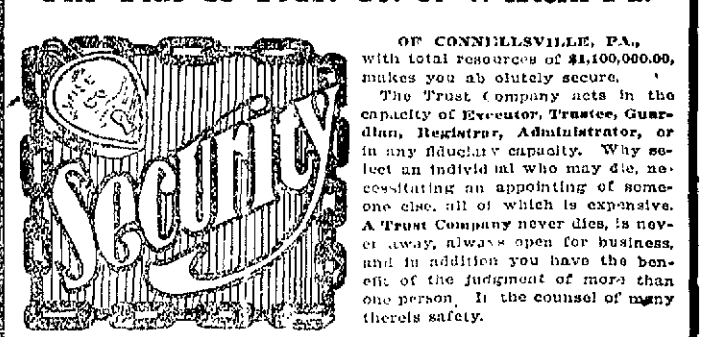 Security
OF CONNELLSVILLE, PA.,
with total resources of $1,100,000.00,
makes you ab olutely secure.
The Trust Company acts in the
capacity of Executor, Trustee, Guar-
dian, Registrar, Administrator, or
in any fiduciary capacity. Why se-
lect an individ ual who may die, ne-
cessitating an appointing of some-
one else, all of which is expensive.
A Trust Company never dies, is nev-
er away, always open for business,
and in addition you have the ben-
efit of the judgment of more than
one person. In the counsel of many
thereis safety.